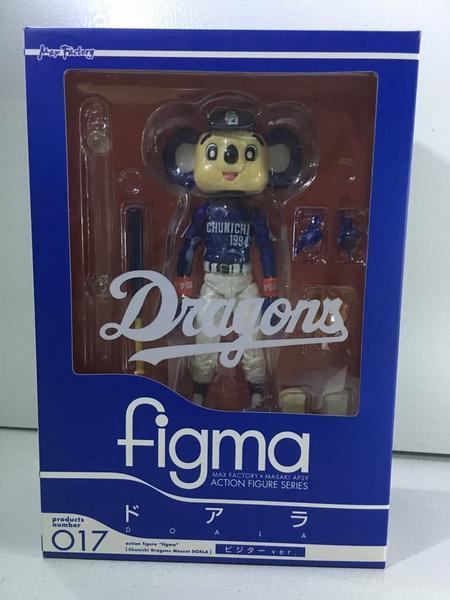 Max Factory
CHUNICHI
1994
1994
Dragons
figma
MAX FACTORY × MASAKI APSY
ACTION FIGURE SERIES
ドアラ
DOALA
products
number
017
action figure "figma"
[ Chunichi Dragons Mascot DOALA ]
ビジター ver.